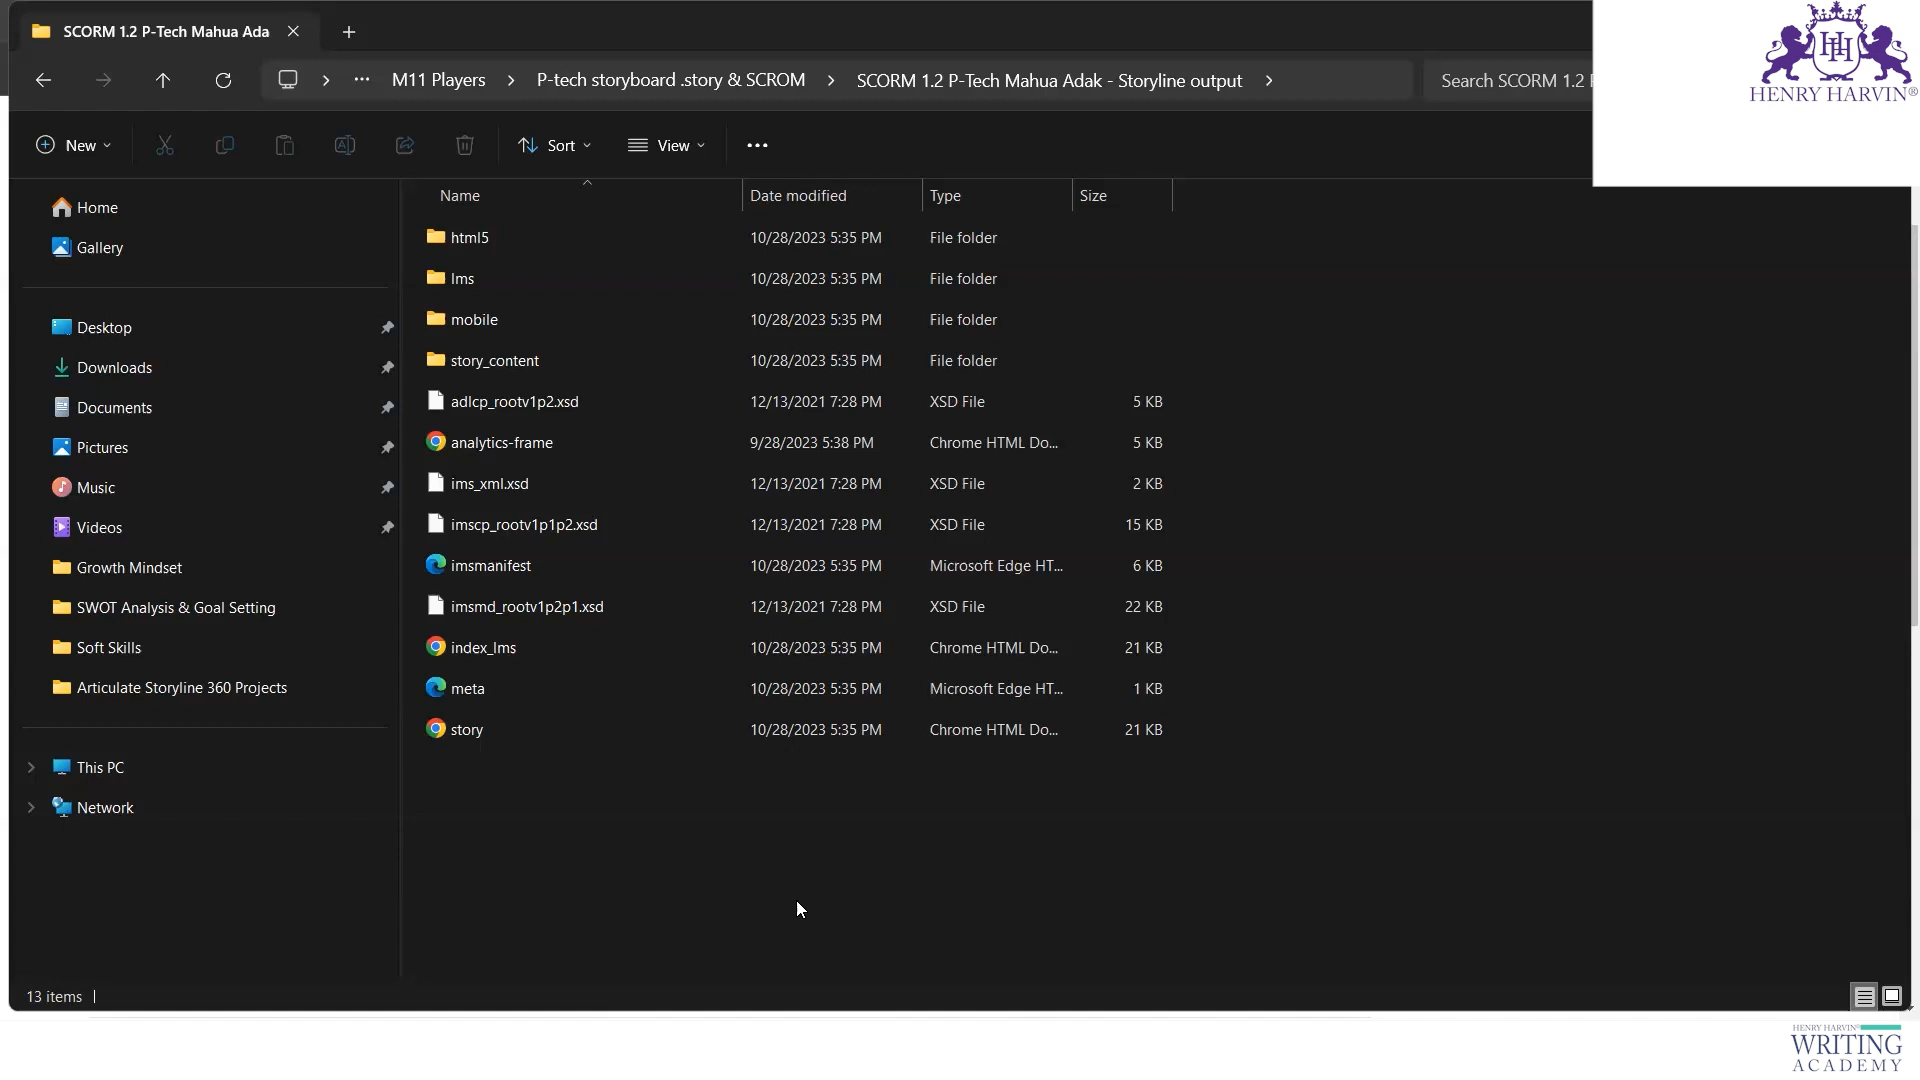 SCORM 1.2 P-Tech Mahua Ada
M11 Players
P-tech storyboard .story & SCROM
SCORM 1.2 P-Tech Mahua Adak - Storyline output
Search SCORM 1.2
HENRY HARVIN®
New
Sort
View
Name Date modified Type Size
Home
Gallery
Desktop
Downloads
Documents
Pictures
Music
Videos
Growth Mindset
SWOT Analysis & Goal Setting
Soft Skills
Articulate Storyline 360 Projects
This PC
Network
html5 10/28/2023 5:35 PM File folder
lms 10/28/2023 5:35 PM File folder
mobile 10/28/2023 5:35 PM File folder
story_content 10/28/2023 5:35 PM File folder
adlcp_rootv1p2.xsd 12/13/2021 7:28 PM XSD File 5 KB
analytics-frame 9/28/2023 5:38 PM Chrome HTML Do... 5 KB
ims_xml.xsd 12/13/2021 7:28 PM XSD File 2 KB
imscp_rootv1p1p2.xsd 12/13/2021 7:28 PM XSD File 15 KB
imsmanifest 10/28/2023 5:35 PM Microsoft Edge HT... 6 KB
imsmd_rootv1p2p1.xsd 12/13/2021 7:28 PM XSD File 22 KB
index_lms 10/28/2023 5:35 PM Chrome HTML Do... 21 KB
meta 10/28/2023 5:35 PM Microsoft Edge HT... 1 KB
story 10/28/2023 5:35 PM Chrome HTML Do... 21 KB
13 items
HENRY HARVIN®
WRITING
ACADEMY